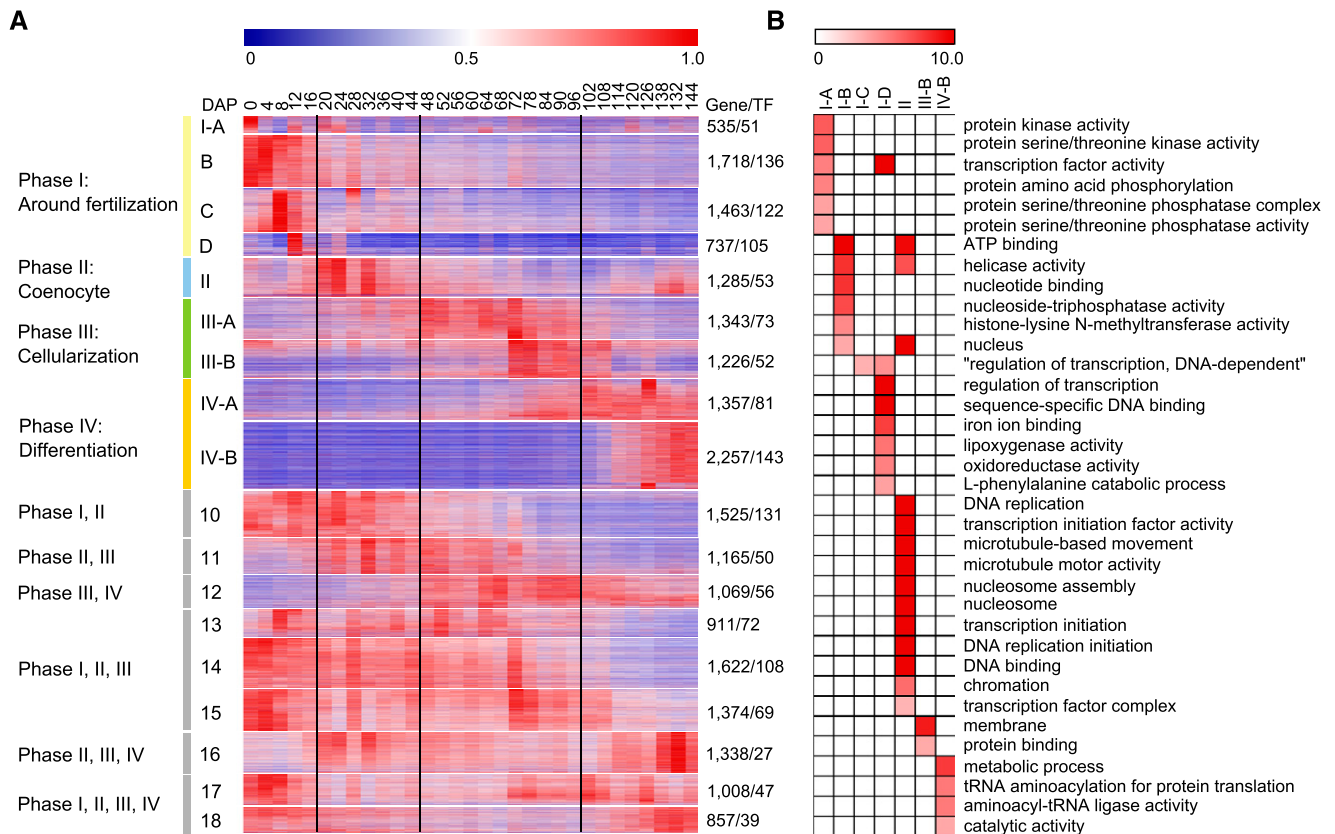 A
0 0.5 1.0
DAP 0 4 8 12 16 20 24 28 32 36 40 44 48 52 56 60 64 68 72 78 84 90 96 102 108 114 120 126 138 132 144 Gene/TF
Phase I:
Around fertilization
I-A 535/51
B 1,718/136
C 1,463/122
D 737/105
Phase II:
Coenocyte
II 1,285/53
Phase III:
Cellularization
III-A 1,343/73
III-B 1,226/52
Phase IV:
Differentiation
IV-A 1,357/81
IV-B 2,257/143
Phase I, II 10 1,525/131
Phase II, III 11 1,165/50
Phase III, IV 12 1,069/56
Phase I, II, III
13 911/72
14 1,622/108
15 1,374/69
Phase II, III, IV 16 1,338/27
Phase I, II, III, IV
17 1,008/47
18 857/39
B
0 10.0
I-A I-B I-C I-D II III-B IV-B
protein kinase activity
protein serine/threonine kinase activity
transcription factor activity
protein amino acid phosphorylation
protein serine/threonine phosphatase complex
protein serine/threonine phosphatase activity
ATP binding
helicase activity
nucleotide binding
nucleoside-triphosphatase activity
histone-lysine N-methyltransferase activity
nucleus
"regulation of transcription, DNA-dependent"
regulation of transcription
sequence-specific DNA binding
iron ion binding
lipoxygenase activity
oxidoreductase activity
L-phenylalanine catabolic process
DNA replication
transcription initiation factor activity
microtubule-based movement
microtubule motor activity
nucleosome assembly
nucleosome
transcription initiation
DNA replication initiation
DNA binding
chromation
transcription factor complex
membrane
protein binding
metabolic process
tRNA aminoacylation for protein translation
aminoacyl-tRNA ligase activity
catalytic activity